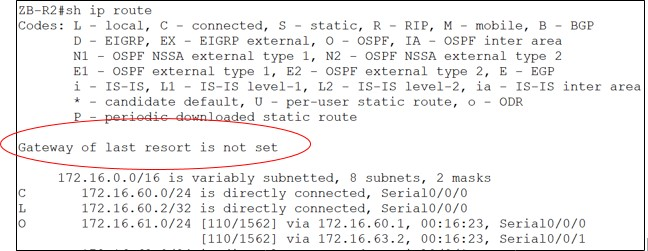 ZB-R2#sh ip route
Codes: L - local, C - connected, S - static, R - RIP, M - mobile, B - BGP
D - EIGRP, EX - EIGRP external, O - OSPF, IA - OSPF inter area
N1 - OSPF NSSA external type 1, N2 - OSPF NSSA external type 2
E1 - OSPF external type 1, E2 - OSPF external type 2, E - EGP
i - IS-IS, L1 - IS-IS level-1, L2 - IS-IS level-2, ia - IS-IS inter area
* - candidate default, U - per-user static route, o - ODR
P - periodic downloaded static route
Gateway of last resort is not set
172.16.0.0/16 is variably subnetted, 8 subnets, 2 masks
C 172.16.60.0/24 is directly connected, Serial0/0/0
L 172.16.60.2/32 is directly connected, Serial0/0/0
O 172.16.61.0/24 [110/1562] via 172.16.60.1, 00:16:23, Serial0/0/0
[110/1562] via 172.16.63.2, 00:16:23, Serial0/0/1